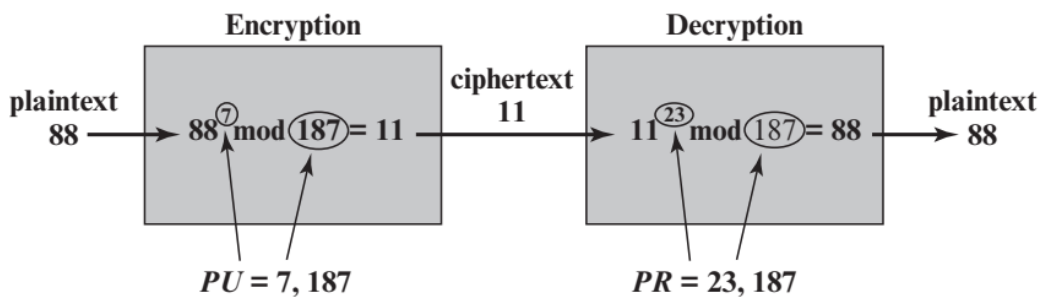 Encryption
Decryption
plaintext
88
88^7 mod 187 = 11
ciphertext
11
11^23 mod 187 = 88
plaintext
88
PU = 7, 187
PR = 23, 187